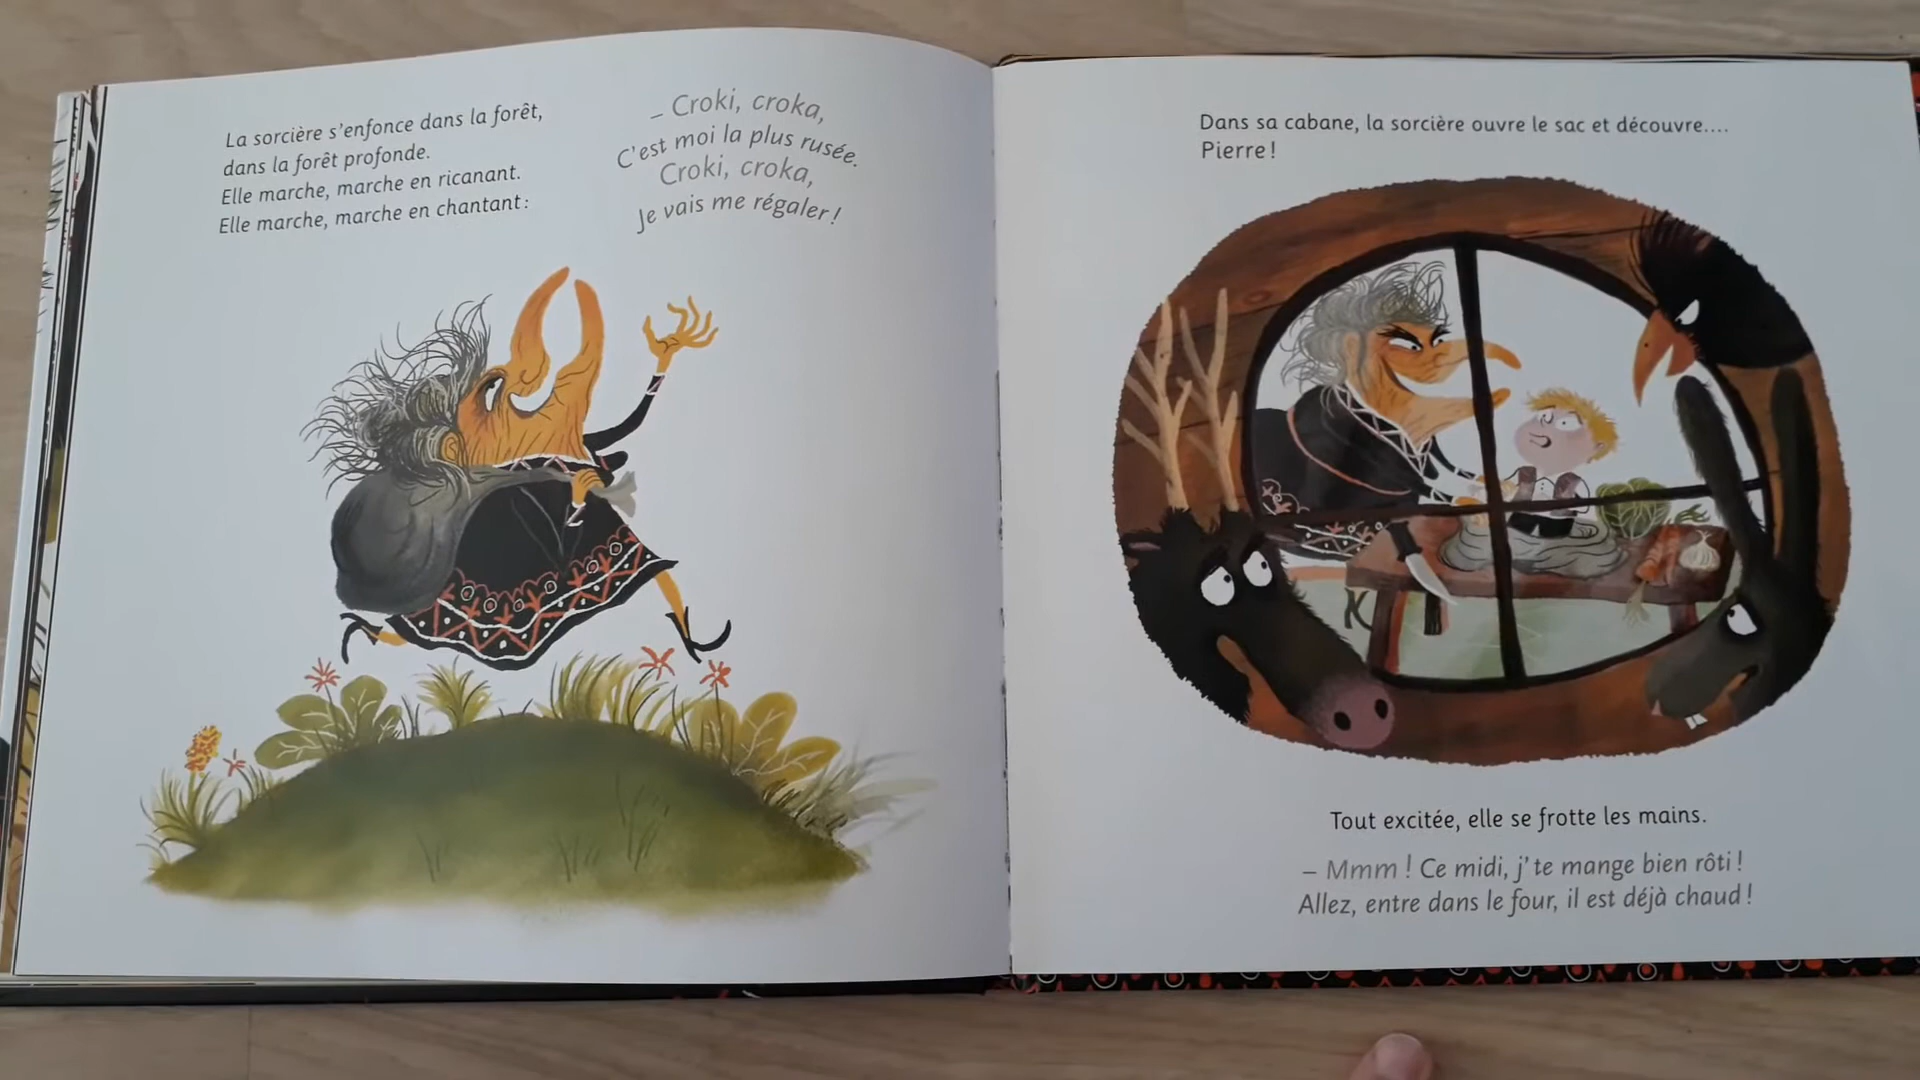 La sorcière s'enfonce dans la forêt,
dans la forêt profonde.
Elle marche, marche en ricanant.
Elle marche, marche en chantant :
– Croki, croka,
C'est moi la plus rusée.
Croki, croka,
Je vais me régaler !
Dans sa cabane, la sorcière ouvre le sac et découvre....
Pierre !
Tout excitée, elle se frotte les mains.
– Mmm ! Ce midi, j'te mange bien rôti !
Allez, entre dans le four, il est déjà chaud !